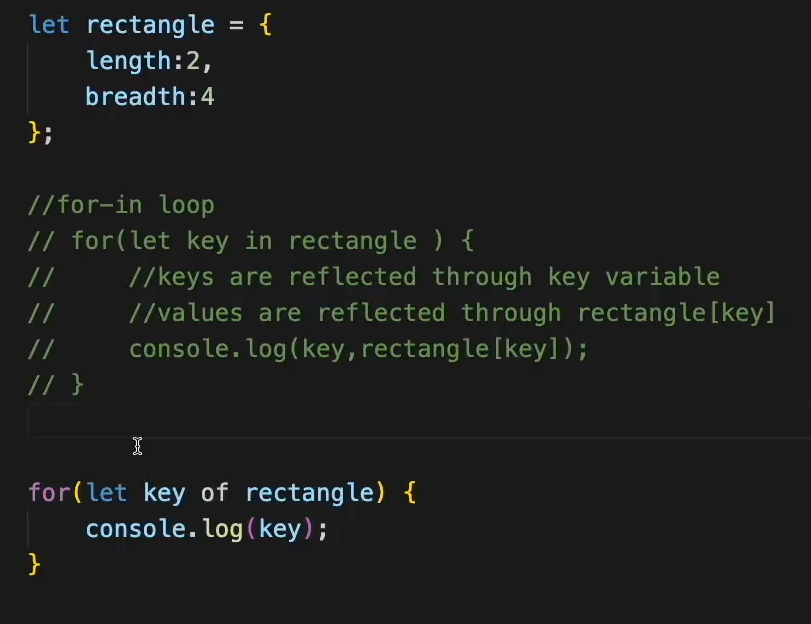 let rectangle = {
    length:2,
    breadth:4
};
//for-in loop
// for(let key in rectangle ) {
//     //keys are reflected through key variable
//     //values are reflected through rectangle[key]
//     console.log(key,rectangle[key]);
// }
for(let key of rectangle) {
    console.log(key);
}